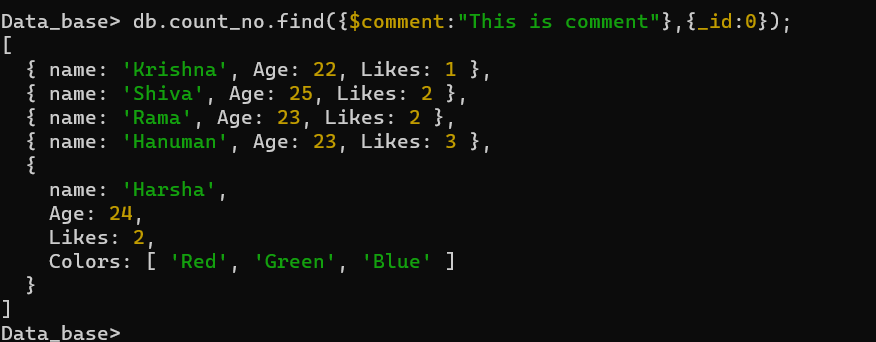 Data_base> db.count_no.find({$comment:"This is comment"},{_id:0});
[
  { name: 'Krishna', Age: 22, Likes: 1 },
  { name: 'Shiva', Age: 25, Likes: 2 },
  { name: 'Rama', Age: 23, Likes: 2 },
  { name: 'Hanuman', Age: 23, Likes: 3 },
  {
    name: 'Harsha',
    Age: 24,
    Likes: 2,
    Colors: [ 'Red', 'Green', 'Blue' ]
  }
]
Data_base>